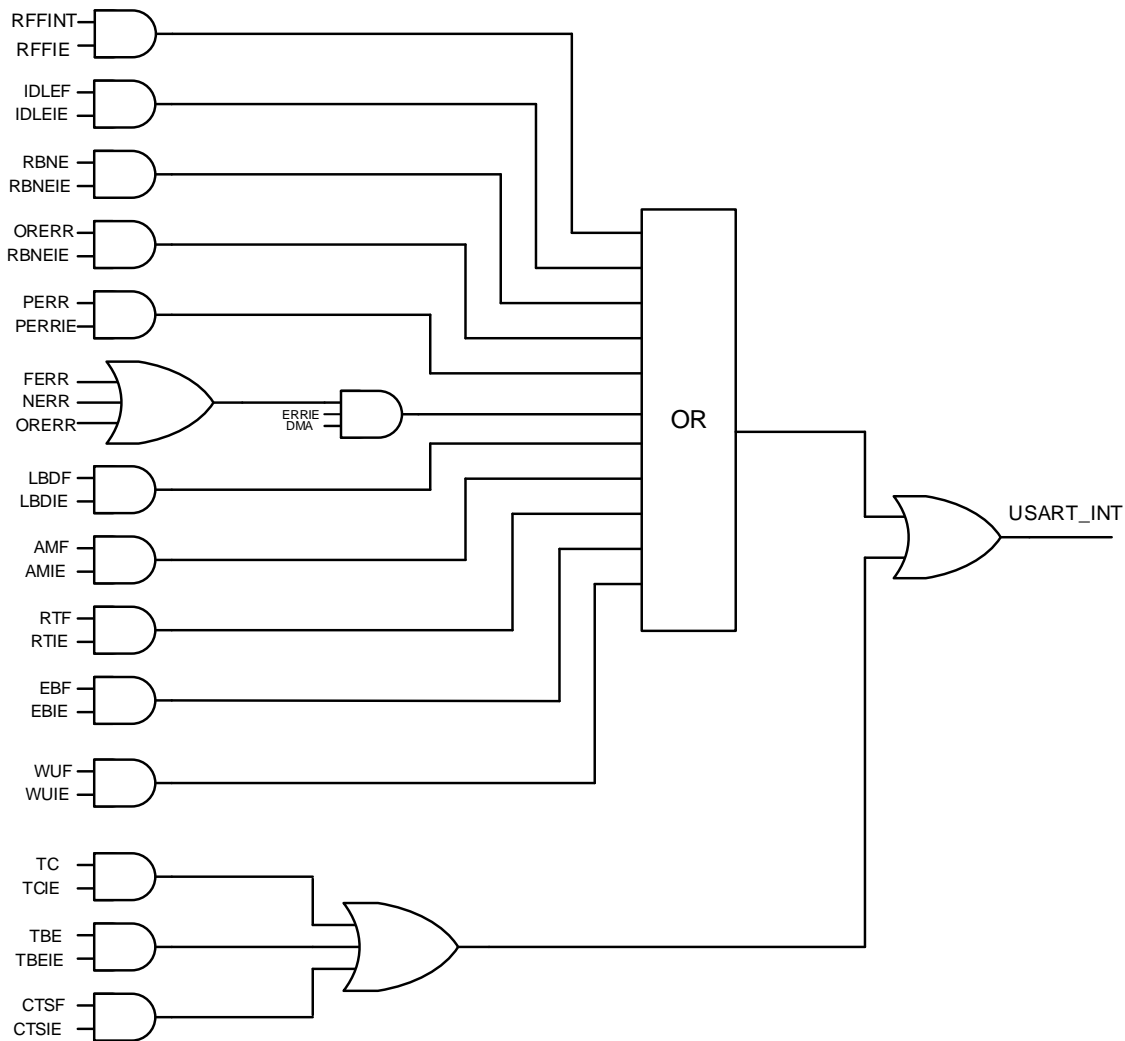 RFFINT
RFFIE
IDLEF
IDLEIE
RBNE
RBNEIE
ORERR
RBNEIE
PERR
PERRIE
FERR
NERR
ORERR
ERRIE
DMA
OR
LBDF
LBDIE
USART_INT
AMF
AMIE
RTF
RTIE
EBF
EBIE
WUF
WUIE
TC
TCIE
TBE
TBEIE
CTSF
CTSIE